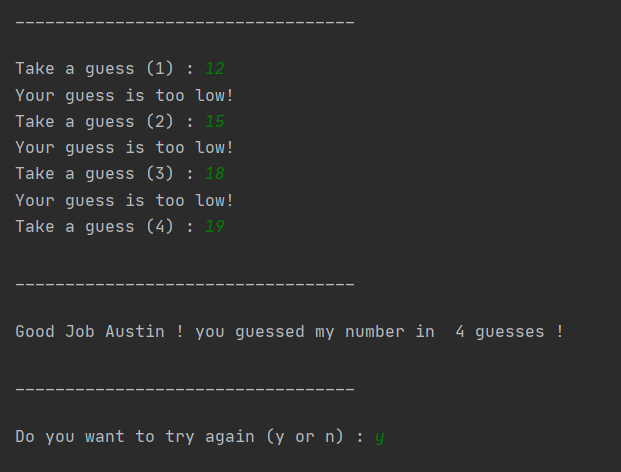 ----------------------------------
Take a guess (1) : 12
Your guess is too low!
Take a guess (2) : 15
Your guess is too low!
Take a guess (3) : 18
Your guess is too low!
Take a guess (4) : 19
----------------------------------
Good Job Austin ! you guessed my number in  4 guesses !
----------------------------------
Do you want to try again (y or n) : y